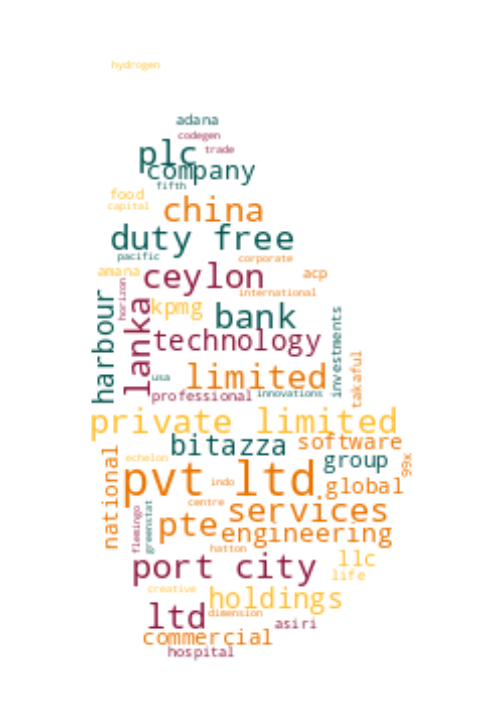 hydrogen
adana
codegen
plc trade
company
fifth
food
capital
china
duty free
pacific corporate
amana ceylon acp
horizon international
kpmg bank
harbour lanka technology investments
usa limited takaful
professional innovations
private limited
bitazza software
national echelon group 99x
pvt ltd indo global
centre services
flemingo greenstat pte engineering
hatton
port city llc
life
creative holdings
ltd dimension
asiri
commercial
hospital